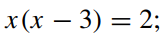 x(x − 3) = 2;